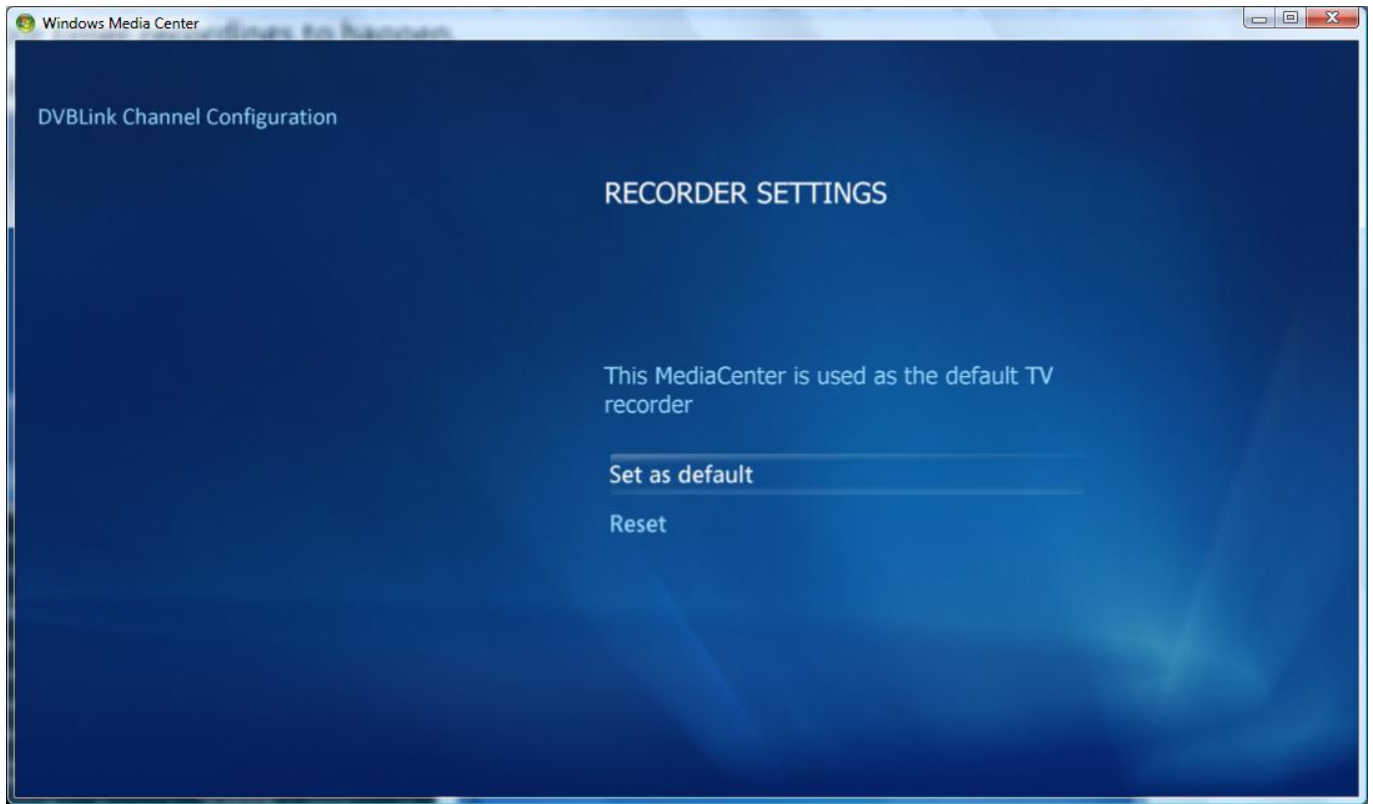 Windows Media Center
DVBLink Channel Configuration
RECORDER SETTINGS
This MediaCenter is used as the default TV
recorder
Set as default
Reset